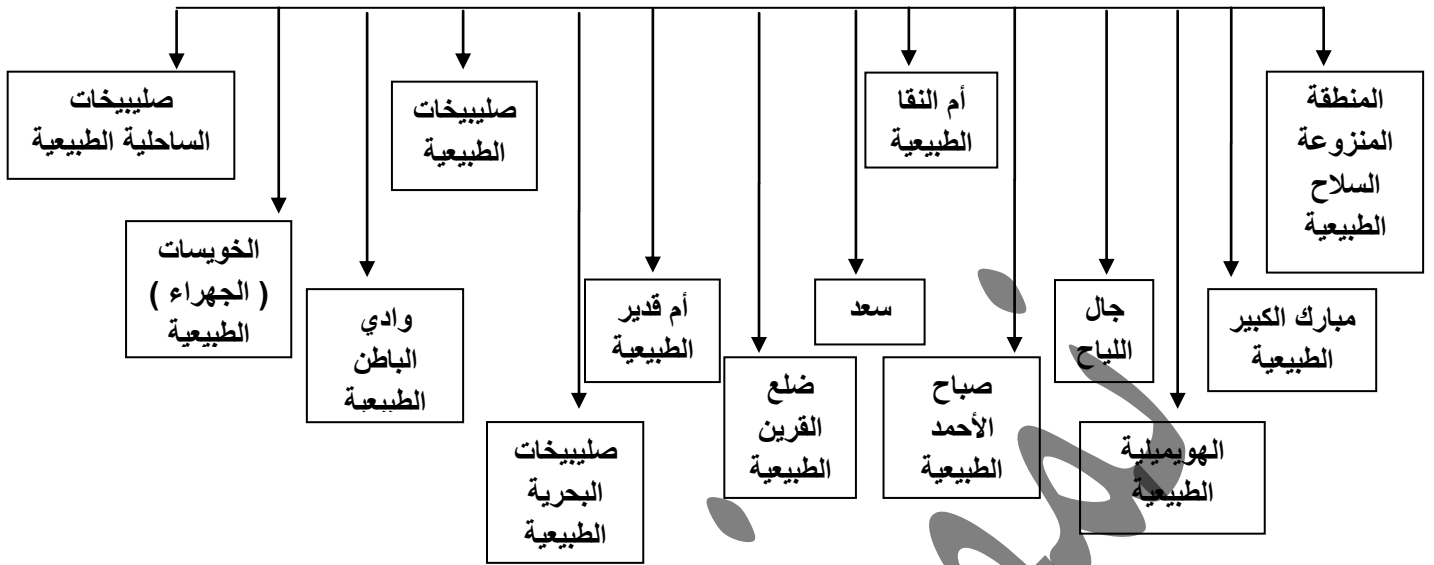 المنطقة
المنزوعة
السلاح
الطبيعية
مبارك الكبير
الطبيعية
الهويميلية
الطبيعية
جال
اللياح
صباح
الأحمد
الطبيعية
أم النقا
الطبيعية
سعد
ضلع
القرين
الطبيعية
أم قدير
الطبيعية
صليبيخات
البحرية
الطبيعية
صليبيخات
الطبيعية
وادي
الباطن
الطبيعية
الخويسات
( الجهراء )
الطبيعية
صليبيخات
الساحلية الطبيعية